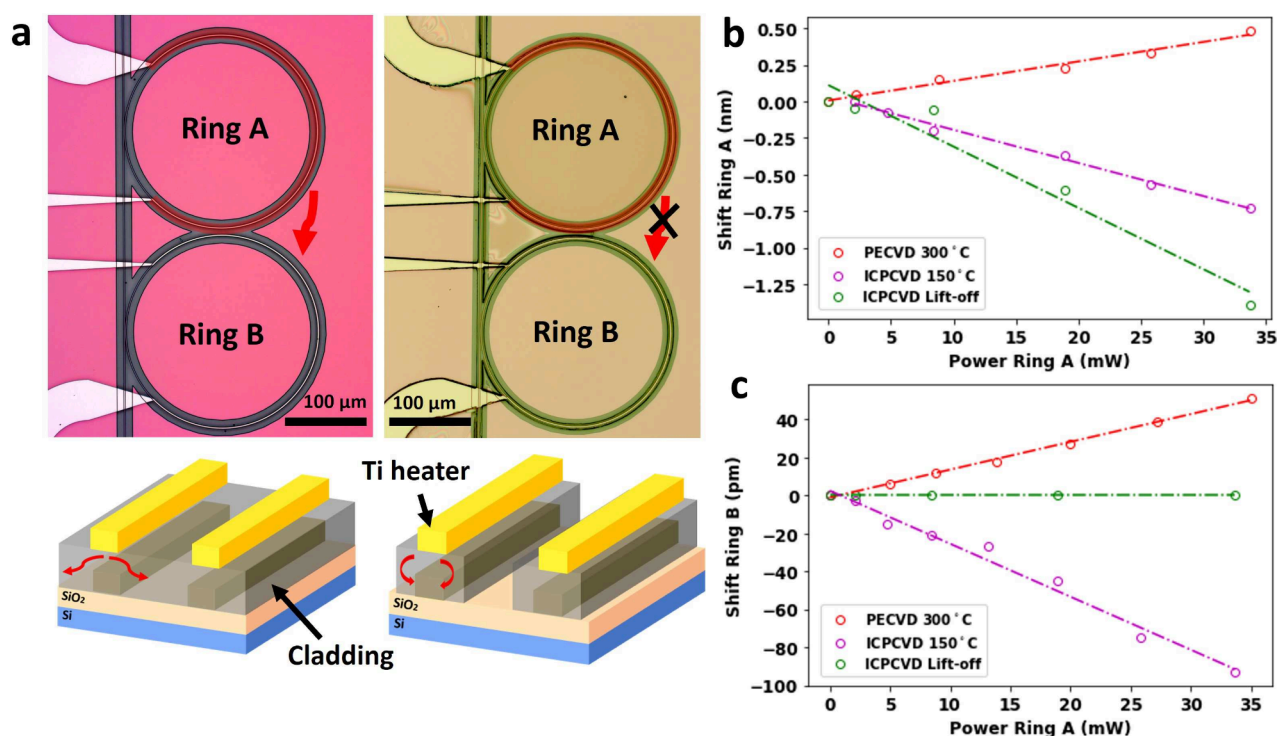 a
Ring A
Ring B
100 µm
Ring A
Ring B
100 µm
Ti heater
SiO₂
Si
SiO₂
Si
Cladding
b
Shift Ring A (nm)
0.50
0.25
0.00
−0.25
−0.50
−0.75
−1.00
−1.25
PECVD 300°C
ICPCVD 150°C
ICPCVD Lift-off
0 5 10 15 20 25 30 35
Power Ring A (mW)
c
Shift Ring B (pm)
40
20
0
−20
−40
−60
−80
−100
PECVD 300°C
ICPCVD 150°C
ICPCVD Lift-off
0 5 10 15 20 25 30 35
Power Ring A (mW)